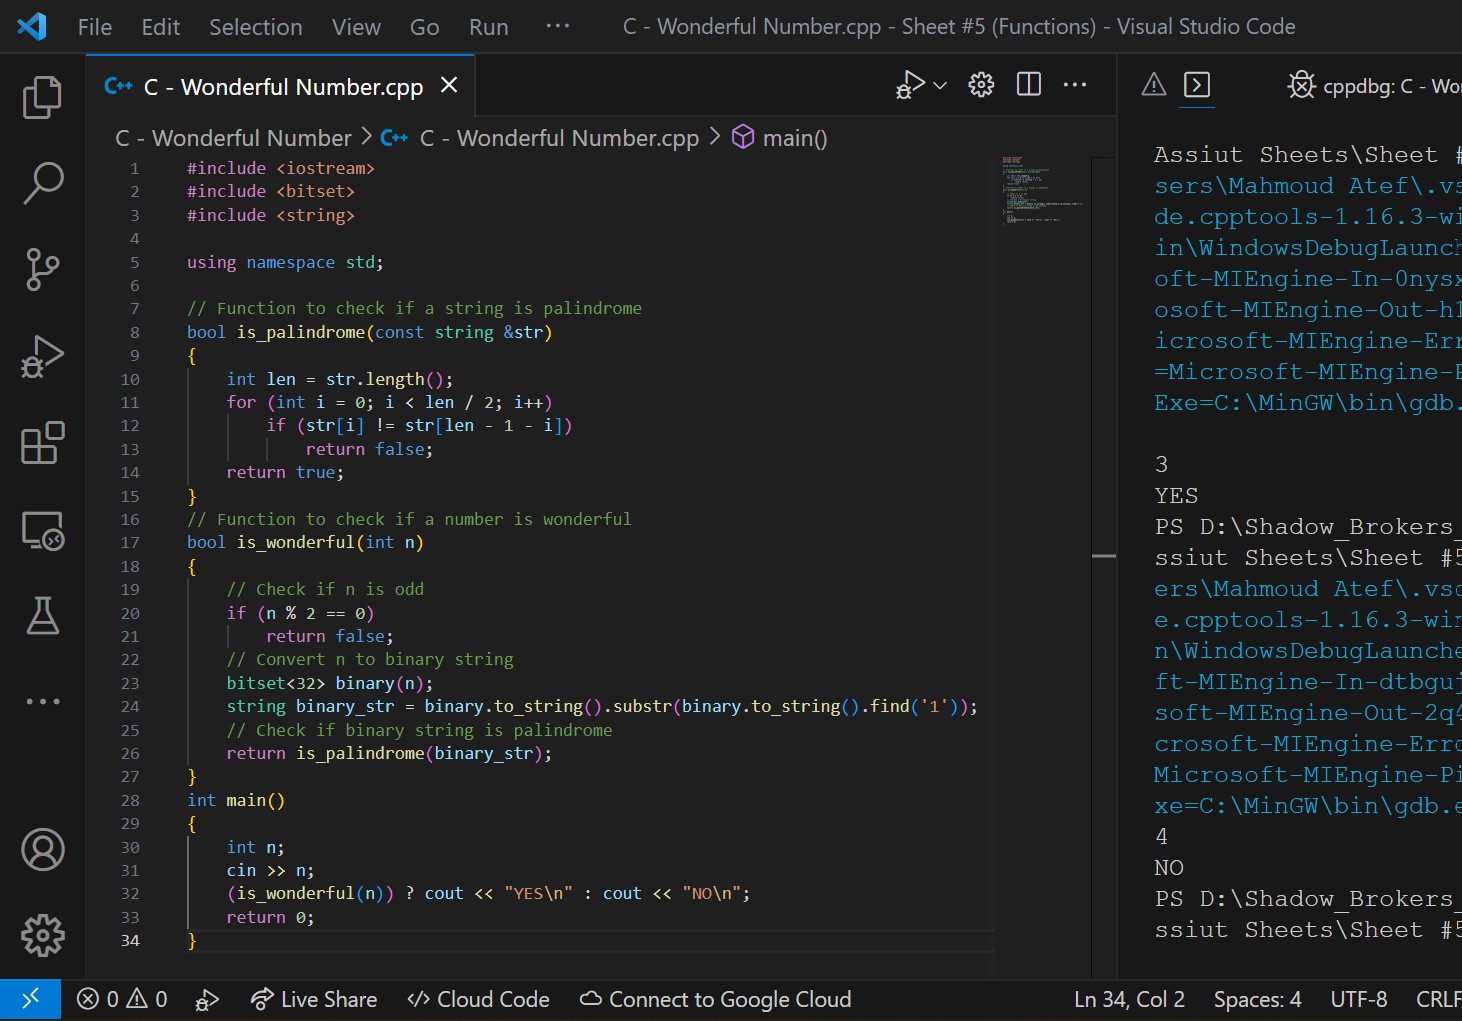 File Edit Selection View Go Run ··· C - Wonderful Number.cpp - Sheet #5 (Functions) - Visual Studio Code
C++ C - Wonderful Number.cpp
C - Wonderful Number > C++ C - Wonderful Number.cpp > main()
1 #include <iostream>
2 #include <bitset>
3 #include <string>
4
5 using namespace std;
6
7 // Function to check if a string is palindrome
8 bool is_palindrome(const string &str)
9 {
10 int len = str.length();
11 for (int i = 0; i < len / 2; i++)
12 if (str[i] != str[len - 1 - i])
13 return false;
14 return true;
15 }
16 // Function to check if a number is wonderful
17 bool is_wonderful(int n)
18 {
19 // Check if n is odd
20 if (n % 2 == 0)
21 return false;
22 // Convert n to binary string
23 bitset<32> binary(n);
24 string binary_str = binary.to_string().substr(binary.to_string().find('1'));
25 // Check if binary string is palindrome
26 return is_palindrome(binary_str);
27 }
28 int main()
29 {
30 int n;
31 cin >> n;
32 (is_wonderful(n)) ? cout << "YES\n" : cout << "NO\n";
33 return 0;
34 }
cppdbg: C - Wo
Assiut Sheets\Sheet #
sers\Mahmoud Atef\.vs
de.cpptools-1.16.3-wi
in\WindowsDebugLaunch
oft-MIEngine-In-0nysx
osoft-MIEngine-Out-h1
icrosoft-MIEngine-Err
=Microsoft-MIEngine-P
Exe=C:\MinGW\bin\gdb.
3
YES
PS D:\Shadow_Brokers_
ssiut Sheets\Sheet #5
ers\Mahmoud Atef\.vsc
e.cpptools-1.16.3-win
n\WindowsDebugLaunche
ft-MIEngine-In-dtbguj
soft-MIEngine-Out-2q4
crosoft-MIEngine-Erro
Microsoft-MIEngine-Pi
xe=C:\MinGW\bin\gdb.e
4
NO
PS D:\Shadow_Brokers_
ssiut Sheets\Sheet #5
0 0 Live Share Cloud Code Connect to Google Cloud Ln 34, Col 2 Spaces: 4 UTF-8 CRLF